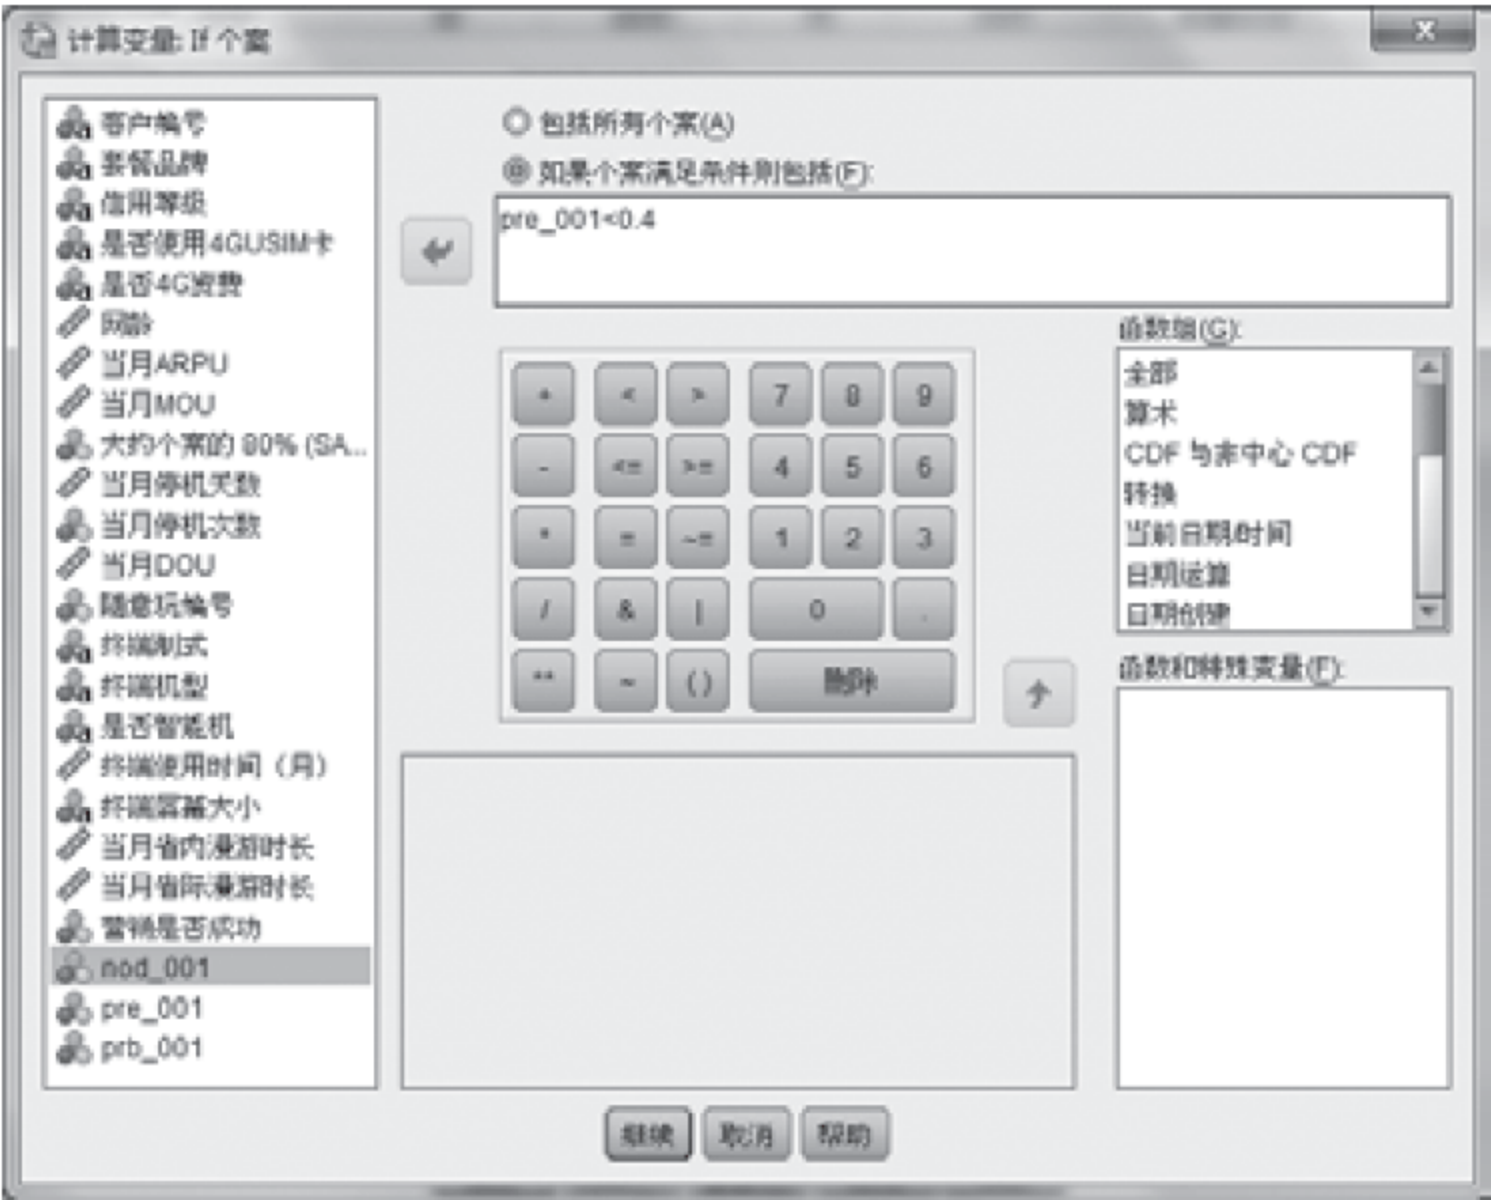 计算变量: If 个案
客户编号
套餐品牌
信用等级
是否使用4GUSIM卡
是否4G资费
网龄
当月ARPU
当月MOU
大约个案的 80% (SA...
当月停机天数
当月停机次数
当月DOU
随意玩编号
终端制式
终端机型
是否智能机
终端使用时间（月）
终端屏幕大小
当月省内漫游时长
当月省际漫游时长
营销是否成功
nod_001
pre_001
prb_001
包括所有个案(A)
如果个案满足条件则包括(F):
pre_001<0.4
+ < > 7 8 9
- <= >= 4 5 6
* = ~= 1 2 3
/ & | 0 .
** ~ () 删除
函数组(G):
全部
算术
CDF 与非中心 CDF
转换
当前日期/时间
日期运算
日期创建
函数和特殊变量(F):
继续
取消
帮助